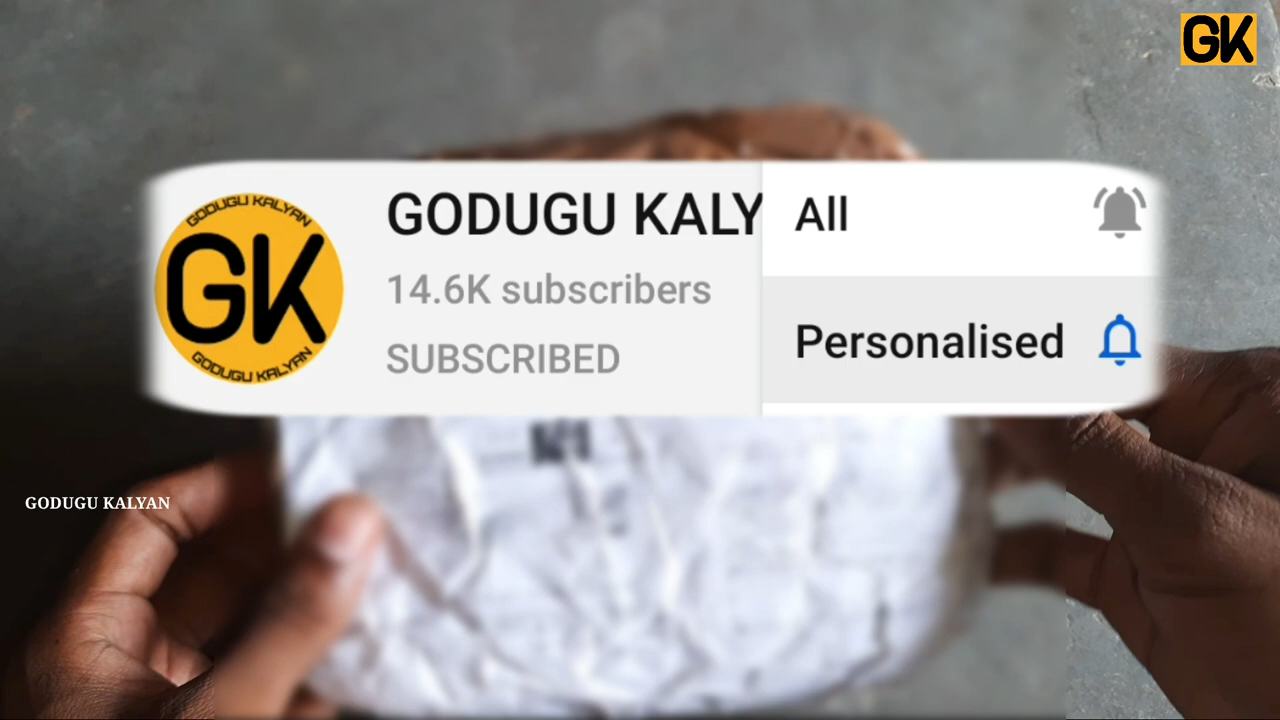 GK
GODUGU KALYAN
GK
GODUGU KALYAN
GODUGU KALY
14.6K subscribers
SUBSCRIBED
All
Personalised
GODUGU KALYAN